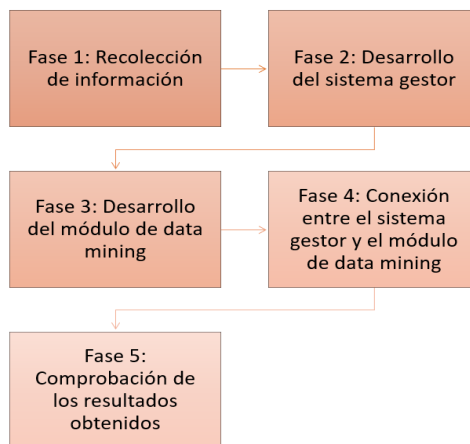 Fase 1: Recolección
de información
Fase 2: Desarrollo
del sistema gestor
Fase 3: Desarrollo
del módulo de data
mining
Fase 4: Conexión
entre el sistema
gestor y el módulo
de data mining
Fase 5:
Comprobación de
los resultados
obtenidos